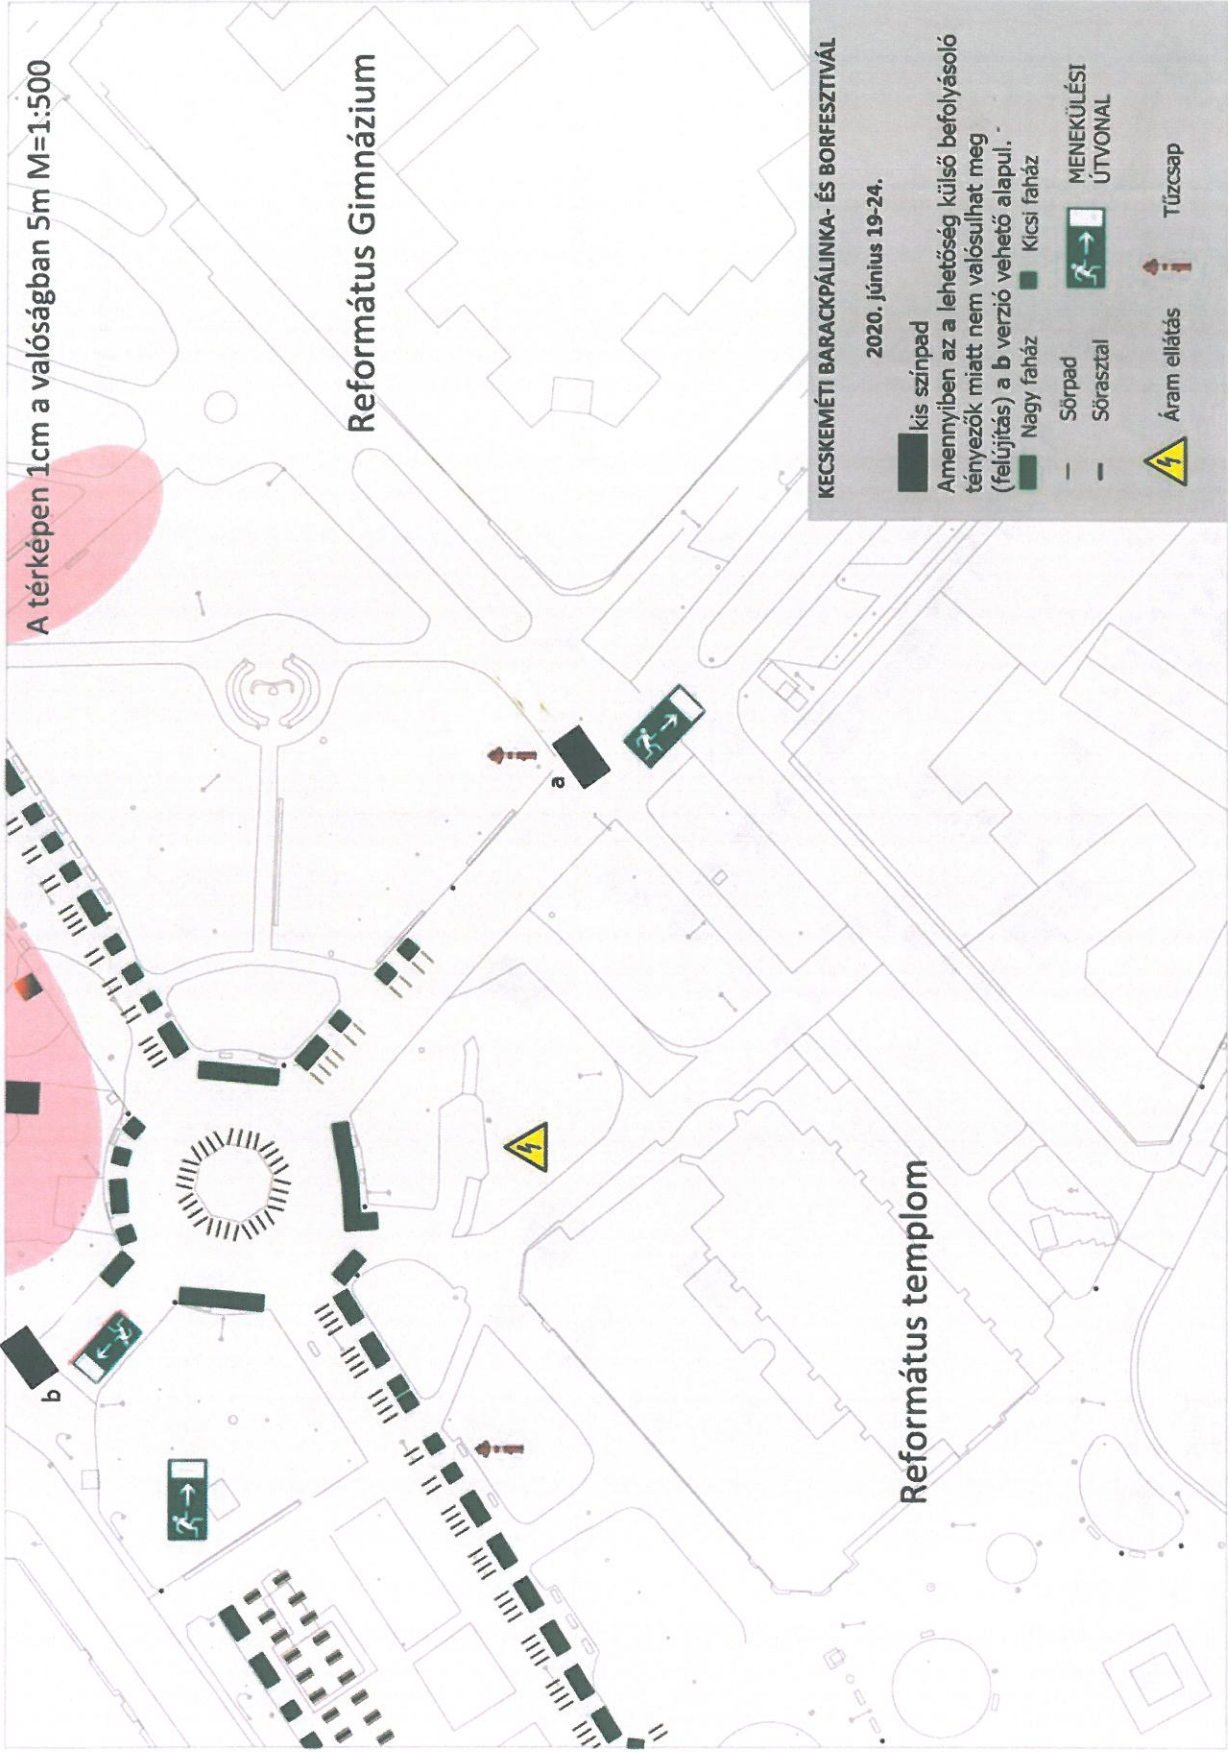 A térképen 1cm a valóságban 5m M=1:500
Református Gimnázium
a
b
Református templom
KECSKEMÉTI BARACKPÁLINKA- ÉS BORFESZTIVÁL
2020. június 19-24.
kis színpad
Amennyiben az a lehetőség külső befolyásoló
tényezők miatt nem valósulhat meg
(felújítás) a b verzió vehető alapul.
Nagy faház
Kicsi faház
Sörpad
Sörasztal
MENEKÜLÉSI
ÚTVONAL
Áram ellátás
Tűzcsap